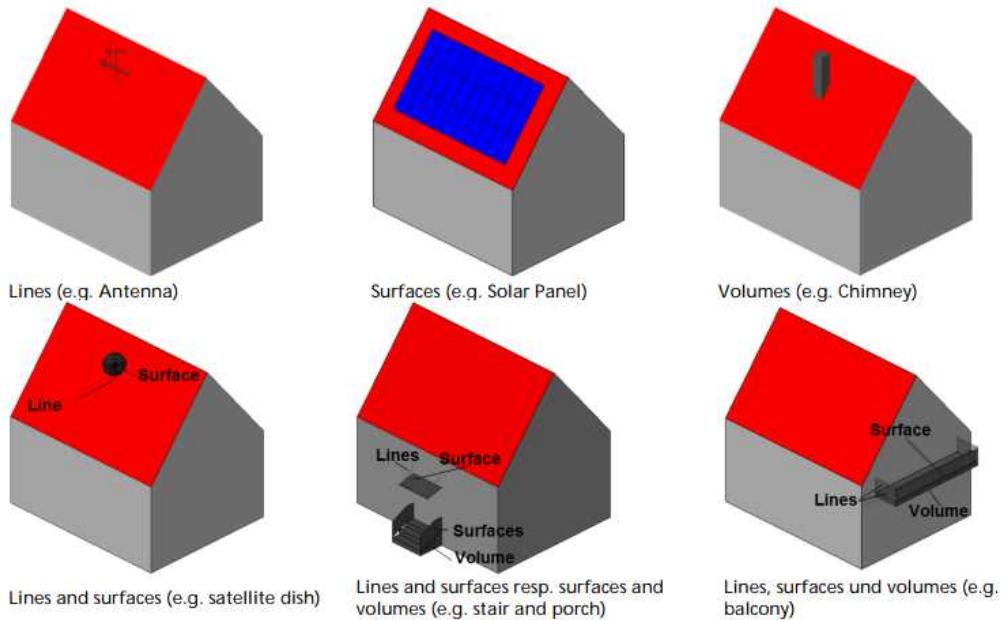 Lines (e.g. Antenna)
Surfaces (e.g. Solar Panel)
Volumes (e.g. Chimney)
Surface
Line
Lines and surfaces (e.g. satellite dish)
Lines
Surface
Surfaces
Volume
Lines and surfaces resp. surfaces and
volumes (e.g. stair and porch)
Surface
Lines
Volume
Lines, surfaces und volumes (e.g.
balcony)